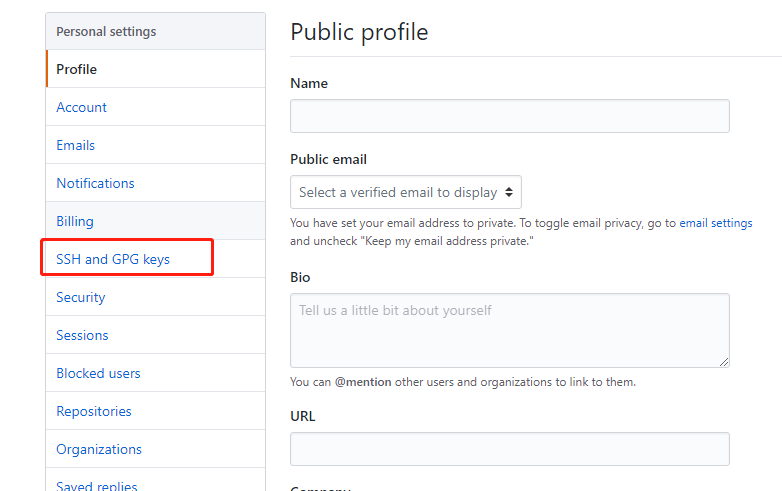 Personal settings
Profile
Account
Emails
Notifications
Billing
SSH and GPG keys
Security
Sessions
Blocked users
Repositories
Organizations
Saved replies
Public profile
Name
Public email
Select a verified email to display
You have set your email address to private. To toggle email privacy, go to email settings
and uncheck "Keep my email address private."
Bio
Tell us a little bit about yourself
You can @mention other users and organizations to link to them.
URL
Company